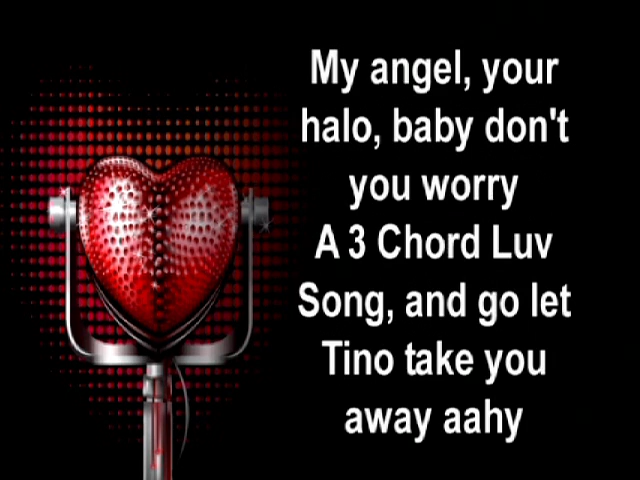 My angel, your
halo, baby don't
you worry
A 3 Chord Luv
Song, and go let
Tino take you
away aahy